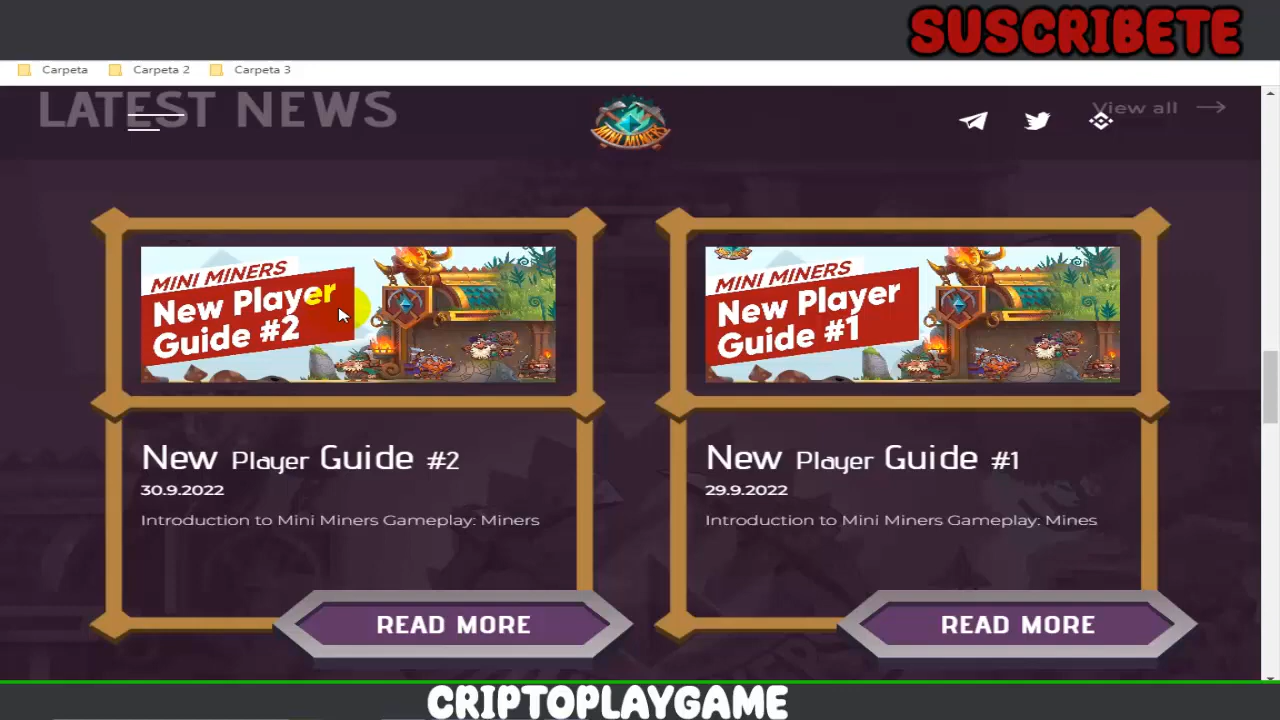 SUSCRIBETE
Carpeta Carpeta 2 Carpeta 3
LATEST NEWS
View all
MINI MINERS
MINI MINERS
New Player
Guide #2
MINI MINERS
New Player
Guide #1
New Player Guide #2
30.9.2022
Introduction to Mini Miners Gameplay: Miners
READ MORE
New Player Guide #1
29.9.2022
Introduction to Mini Miners Gameplay: Mines
READ MORE
CRIPTOPLAYGAME